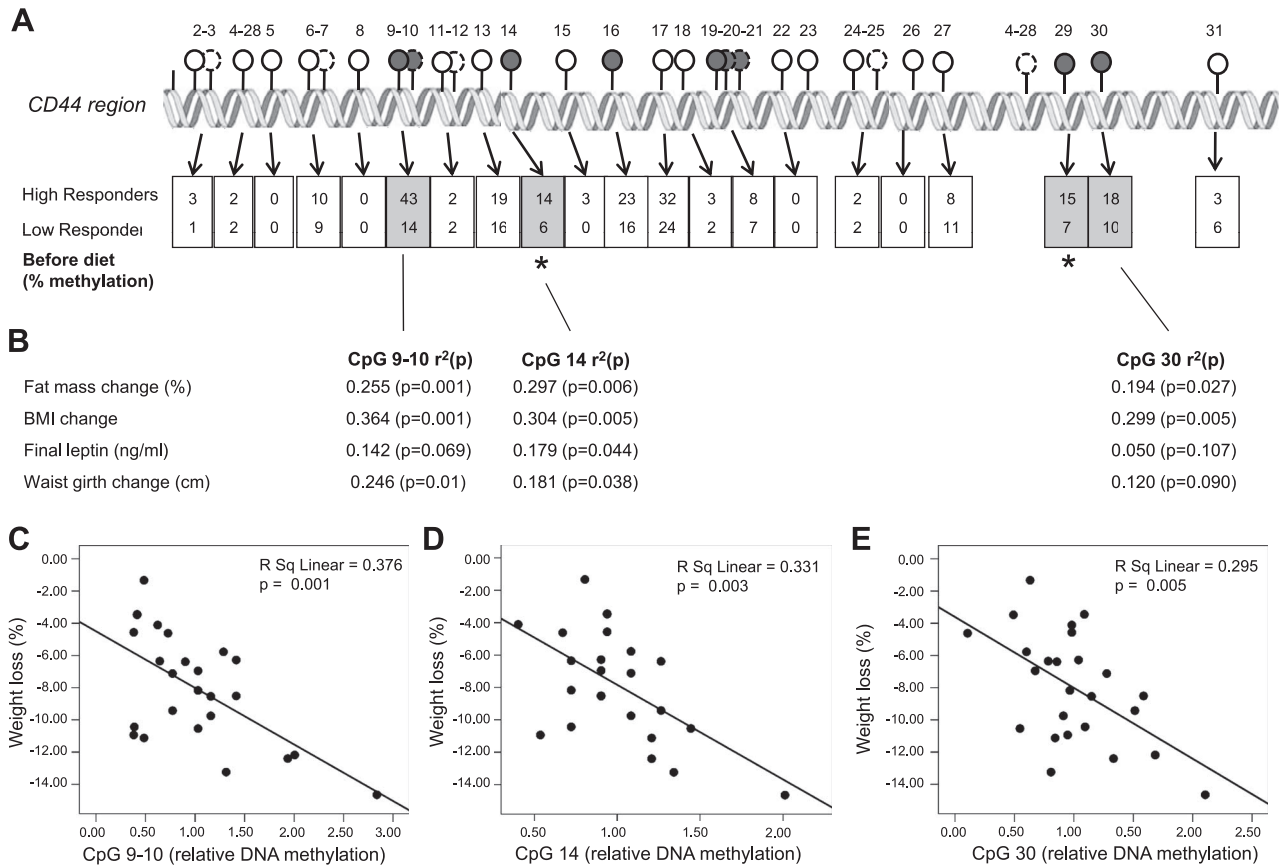 A
2-3 4-28 5 6-7 8 9-10 11-12 13 14 15 16 17 18 19-20-21 22 23 24-25 26 27 4-28 29 30 31
CD44 region
High Responders 3 2 0 10 0 43 2 19 14 3 23 32 3 8 0 2 0 8 15 18 3
Low Responder 1 2 0 9 0 14 2 16 6 0 16 24 2 7 0 2 0 11 7 10 6
Before diet * *
(% methylation)
B
CpG 9-10 r²(p) CpG 14 r²(p) CpG 30 r²(p)
Fat mass change (%) 0.255 (p=0.001) 0.297 (p=0.006) 0.194 (p=0.027)
BMI change 0.364 (p=0.001) 0.304 (p=0.005) 0.299 (p=0.005)
Final leptin (ng/ml) 0.142 (p=0.069) 0.179 (p=0.044) 0.050 (p=0.107)
Waist girth change (cm) 0.246 (p=0.01) 0.181 (p=0.038) 0.120 (p=0.090)
C
R Sq Linear = 0.376
p = 0.001
Weight loss (%)
0.00
-2.00
-4.00
-6.00
-8.00
-10.00
-12.00
-14.00
0.00 0.50 1.00 1.50 2.00 2.50 3.00
CpG 9-10 (relative DNA methylation)
D
R Sq Linear = 0.331
p = 0.003
Weight loss (%)
0.00
-2.00
-4.00
-6.00
-8.00
-10.00
-12.00
-14.00
0.50 1.00 1.50 2.00
CpG 14 (relative DNA methylation)
E
R Sq Linear = 0.295
p = 0.005
Weight loss (%)
0.00
-2.00
-4.00
-6.00
-8.00
-10.00
-12.00
-14.00
0.00 0.50 1.00 0.50 2.00 2.50
CpG 30 (relative DNA methylation)